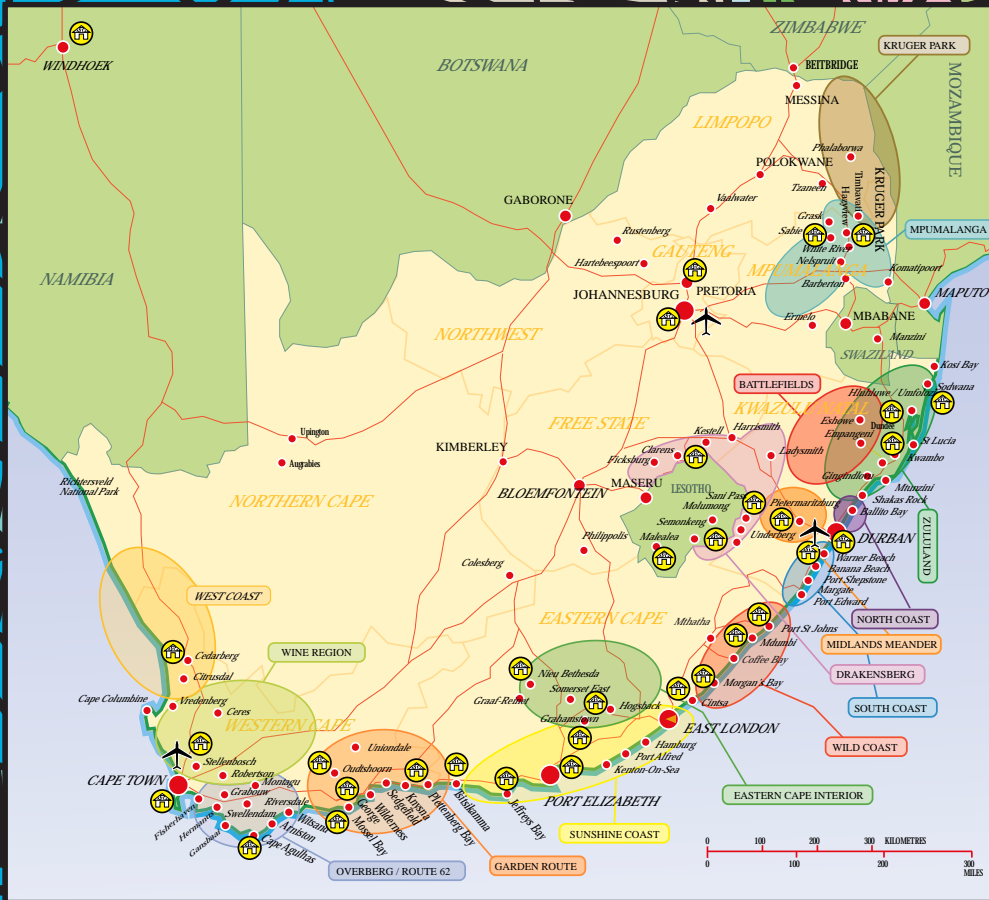 ZIMBABWE
KRUGER PARK
WINDHOEK
BOTSWANA
BEITBRIDGE
MOZAMBIQUE
MESSINA
LIMPOPO
Phalaborwa
POLOKWANE
Tzaneen
Timbavati
KRUGER PARK
Vaalwater
Hazyview
GABORONE
Grask
Sabie
MPUMALANGA
Rustenberg
White River
GAUTENG
Nelspruit
Hartebeespoort
MPUMALANGA
Komatipoort
NAMIBIA
Barberton
PRETORIA
JOHANNESBURG
MAPUTO
Ermelo
MBABANE
NORTHWEST
Manzini
SWAZILAND
Kosi Bay
BATTLEFIELDS
Sodwana
Hluhluwe / Umfolozi
KWAZULU NATAL
FREE STATE
Eshowe
Dundee
Upington
Kestell
Harrismith
Empangeni
St Lucia
KIMBERLEY
Clarens
Ladysmith
Kwambo
Augrabies
Ficksburg
Gingindlovu
Richtersveld
National Park
MASERU
LESOTHO
Mtunzini
BLOEMFONTEIN
Sani Pass
Shakas Rock
NORTHERN CAPE
Molumong
Pietermaritzburg
Ballito Bay
Semonkeng
ZULULAND
Philippolis
Malealea
Underberg
DURBAN
Warner Beach
Banana Beach
Colesberg
Port Shepstone
Margate
WEST COAST
Port Edward
EASTERN CAPE
NORTH COAST
Mthatha
Port St Johns
WINE REGION
Mdumbi
MIDLANDS MEANDER
Cedarberg
Coffee Bay
Citrusdal
Nieu Bethesda
DRAKENSBERG
Morgan's Bay
Cape Columbine
Vredenberg
Somerset East
Graaf-Reinet
Hogsback
Cintsa
SOUTH COAST
Ceres
Grahamstown
WESTERN CAPE
EAST LONDON
Uniondale
Hamburg
WILD COAST
Stellenbosch
Port Alfred
Robertson
Oudtshoorn
Kenton-On-Sea
CAPE TOWN
Montagu
Grabouw
Riversdale
George
Wilderness
Sedgefield
Knysna
Plettenberg Bay
Tsitsikamma
Jeffreys Bay
PORT ELIZABETH
EASTERN CAPE INTERIOR
Fisherhaven
Hermanus
Swellendam
Witsand
Mossel Bay
Gansbaai
Arniston
SUNSHINE COAST
Cape Agulhas
0 100 200 300 KILOMETRES
OVERBERG / ROUTE 62
GARDEN ROUTE
0 100 200 300
MILES